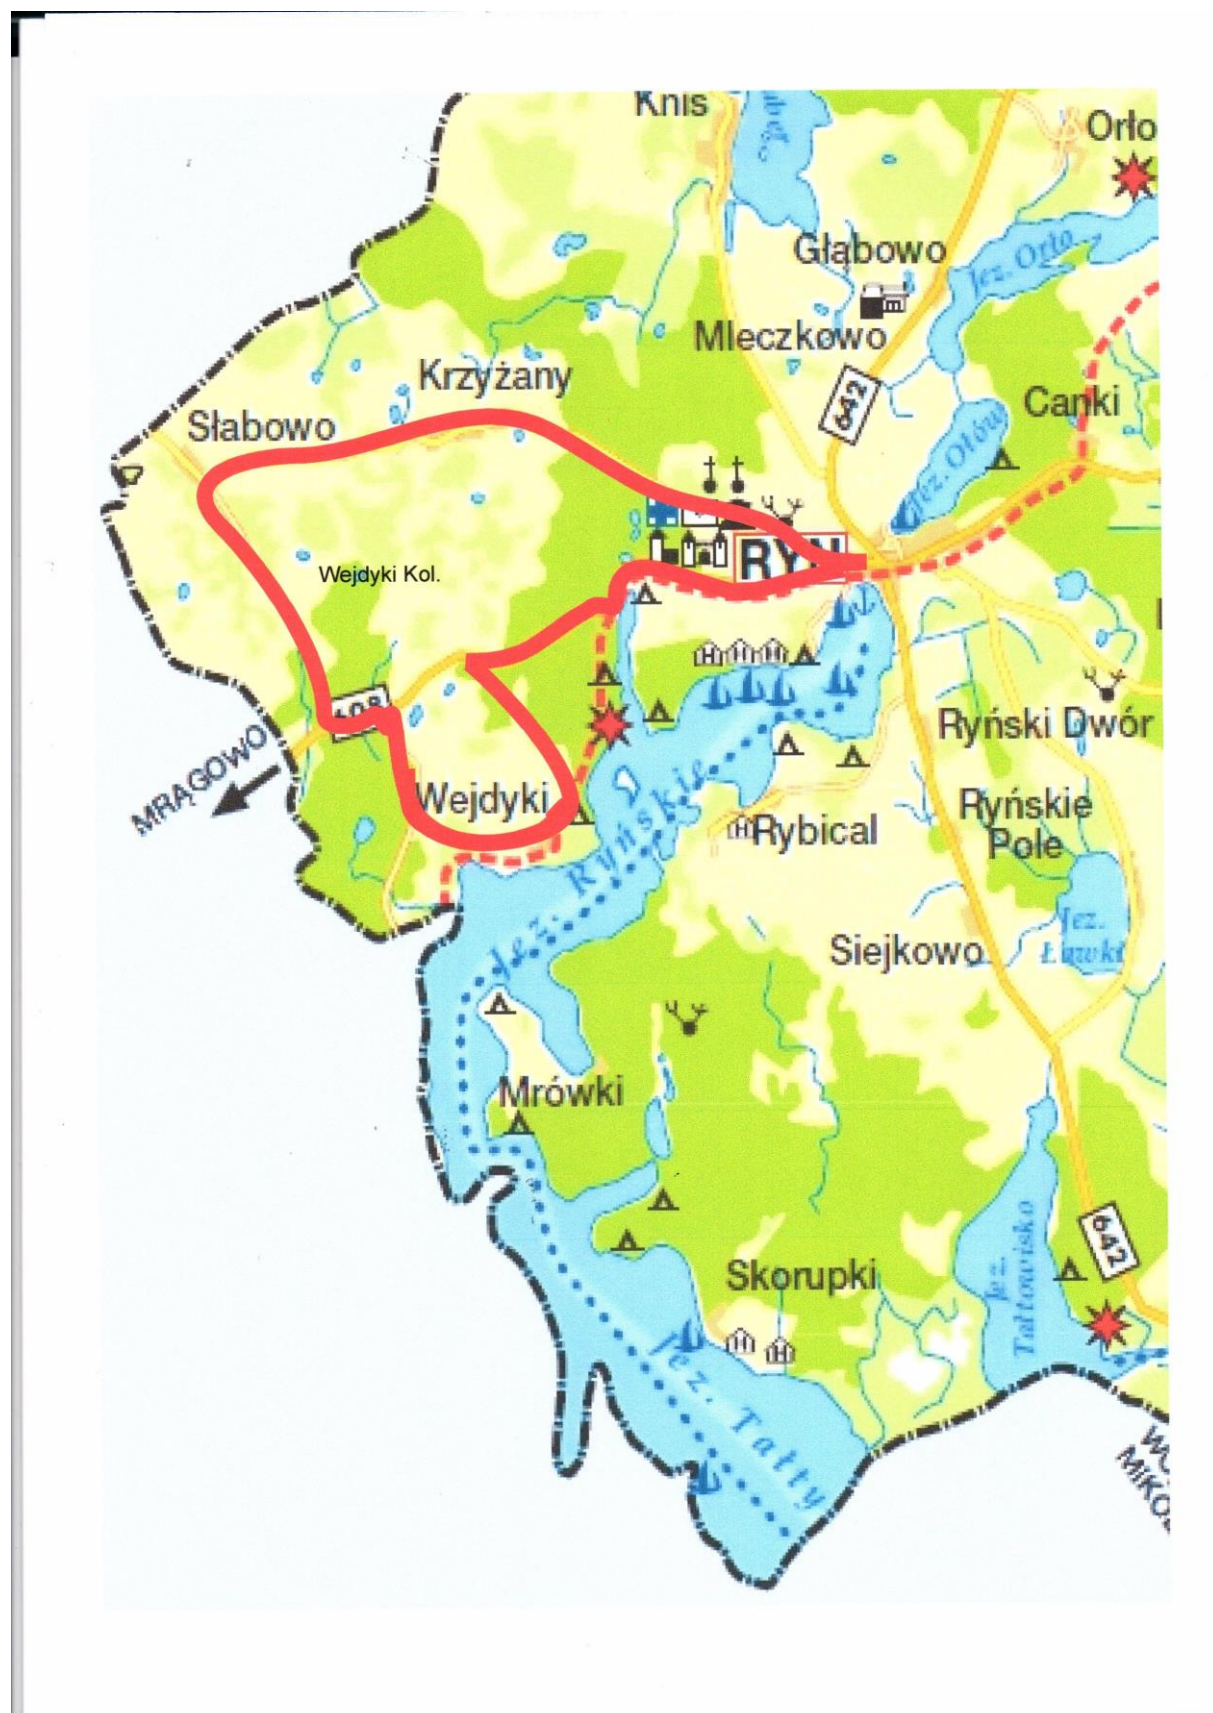 Knis
Orło
Głąbowo
Jez. Orło
Mleczkowo
642
Canki
Krzyżany
Słabowo
Jez. Ołów
RYN
Wejdyki Kol.
608
Ryński Dwór
MRĄGOWO
Wejdyki
Ryńskie
Pole
Rybical
Jez. Ryńskie
Jez.
Ławki
Siejkowo
Mrówki
642
Jez.
Tałtowisko
Skorupki
Jez. Tałty